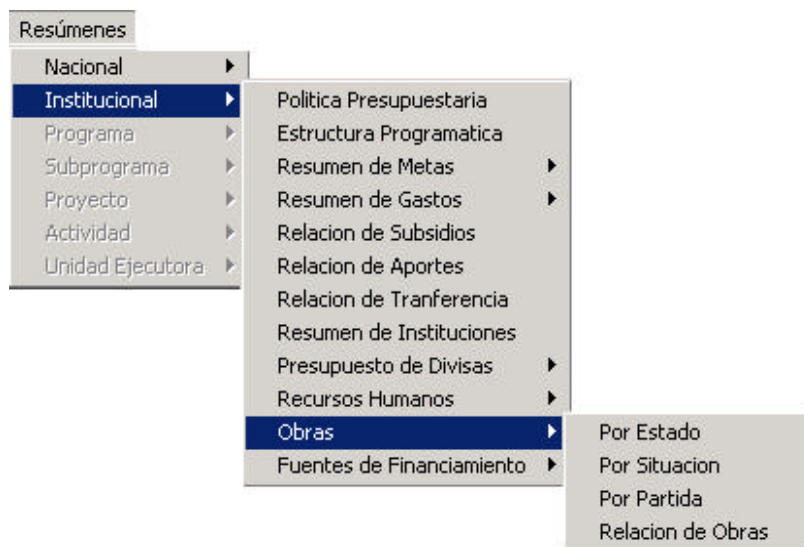 Resúmenes
Nacional
Institucional
Programa
Subprograma
Proyecto
Actividad
Unidad Ejecutora
Politica Presupuestaria
Estructura Programatica
Resumen de Metas
Resumen de Gastos
Relacion de Subsidios
Relacion de Aportes
Relacion de Tranferencia
Resumen de Instituciones
Presupuesto de Divisas
Recursos Humanos
Obras
Fuentes de Financiamiento
Por Estado
Por Situacion
Por Partida
Relacion de Obras